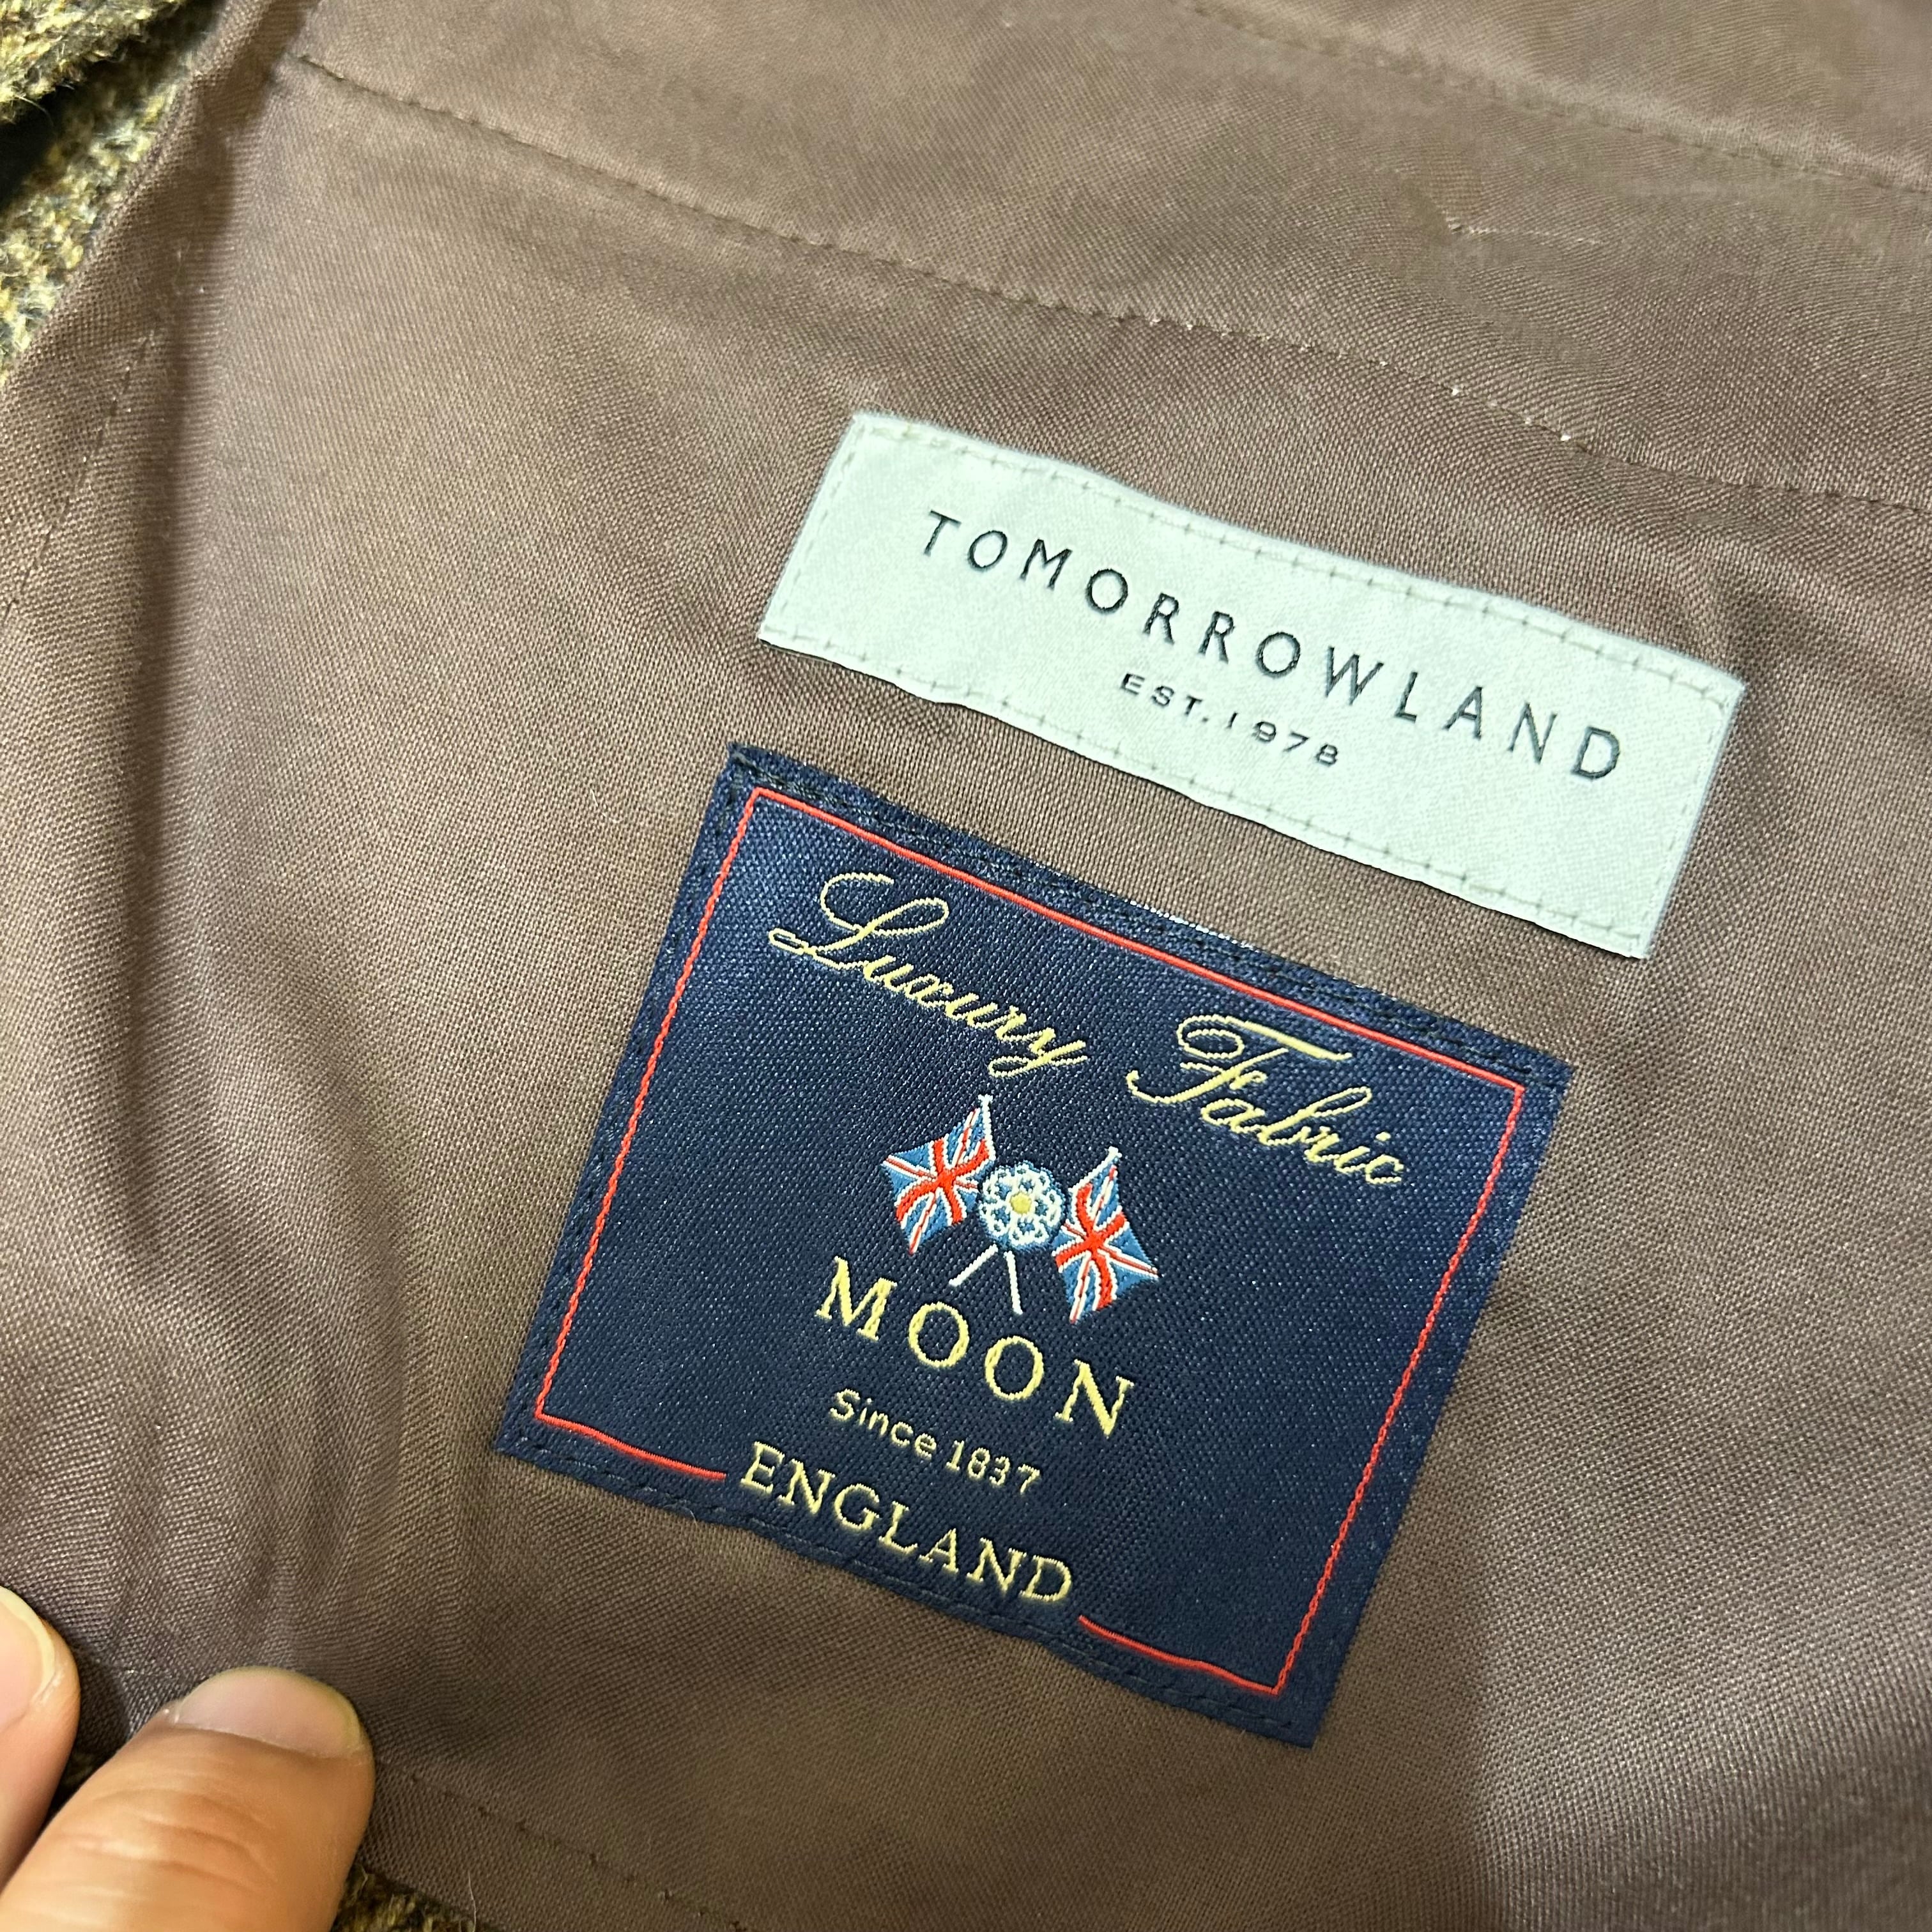 TOMORROWLAND
EST.1978
Luxury Fabric
MOON
Since 1837
ENGLAND